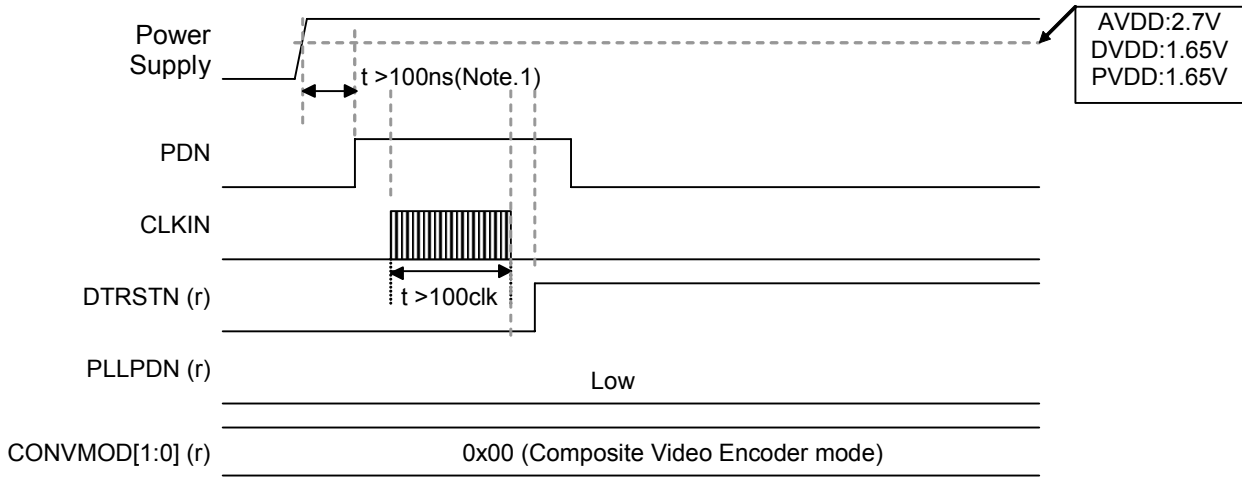 Power
Supply
AVDD:2.7V
DVDD:1.65V
PVDD:1.65V
t >100ns(Note.1)
PDN
CLKIN
DTRSTN (r)
t >100clk
PLLPDN (r)
Low
CONVMOD[1:0] (r)
0x00 (Composite Video Encoder mode)